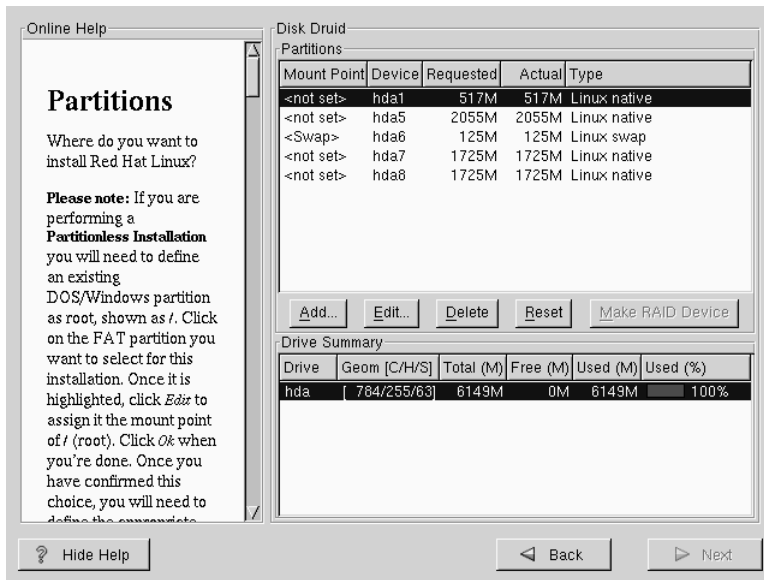 Online Help
Partitions
Where do you want to
install Red Hat Linux?
Please note: If you are
performing a
Partitionless Installation
you will need to define
an existing
DOS/Windows partition
as root, shown as /. Click
on the FAT partition you
want to select for this
installation. Once it is
highlighted, click Edit to
assign it the mount point
of / (root). Click Ok when
you're done. Once you
have confirmed this
choice, you will need to
define the appropriate
Disk Druid
Partitions
Mount Point Device Requested Actual Type
<not set> hda1 517M 517M Linux native
<not set> hda5 2055M 2055M Linux native
<Swap> hda6 125M 125M Linux swap
<not set> hda7 1725M 1725M Linux native
<not set> hda8 1725M 1725M Linux native
Add... Edit... Delete Reset Make RAID Device
Drive Summary
Drive Geom [C/H/S] Total (M) Free (M) Used (M) Used (%)
hda [ 784/255/63] 6149M 0M 6149M 100%
? Hide Help
Back
Next